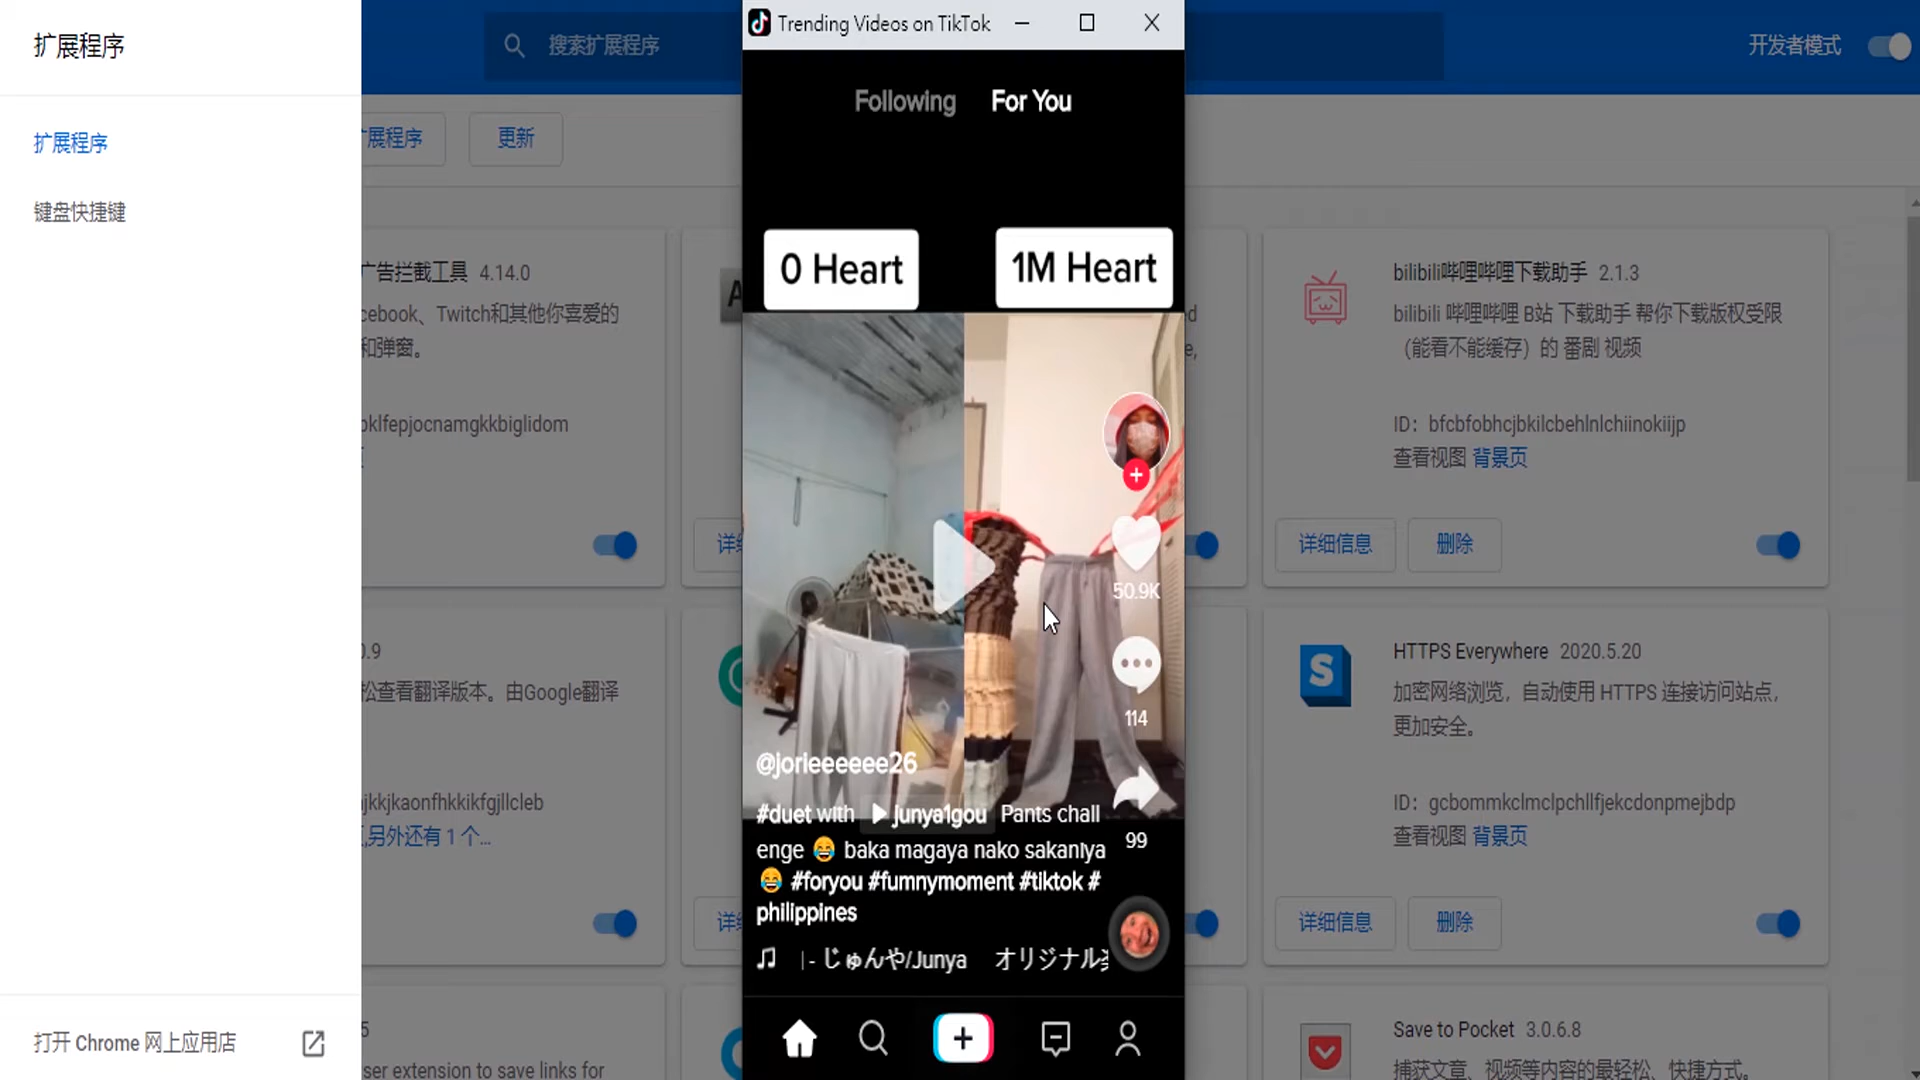 扩展程序
搜索扩展程序
开发者模式
扩展程序
键盘快捷键
打开 Chrome 网上应用店
扩展程序
更新
广告拦截工具 4.14.0
cebook、Twitch和其他你喜爱的
和弹窗。
oklfepjocnamgkkbiglidom
bilibili哔哩哔哩下载助手 2.1.3
bilibili 哔哩哔哩 B站 下载助手 帮你下载版权受限
（能看不能缓存）的 番剧 视频
ID： bfcbfobhcjbkilcbehlnlchiinokiijp
查看视图 背景页
详细信息
删除
0.9
松查看翻译版本。由Google翻译
jkkjkaonfhkkikfgjllcleb
,另外还有 1 个...
HTTPS Everywhere 2020.5.20
加密网络浏览，自动使用 HTTPS 连接访问站点，
更加安全。
ID： gcbommkclmclpchllfjekcdonpmejbdp
查看视图 背景页
详细信息
删除
5
ser extension to save links for
Save to Pocket 3.0.6.8
捕获文章、视频等内容的最轻松、快捷方式。
Trending Videos on TikTok
Following
For You
0 Heart
1M Heart
50.9K
114
99
@jorieeeeee26
#duet with junya1gou Pants chall
enge 😂 baka magaya nako sakaniya
😂 #foryou #fumnymoment #tiktok #
philippines
- じゅんや/Junya オリジナル